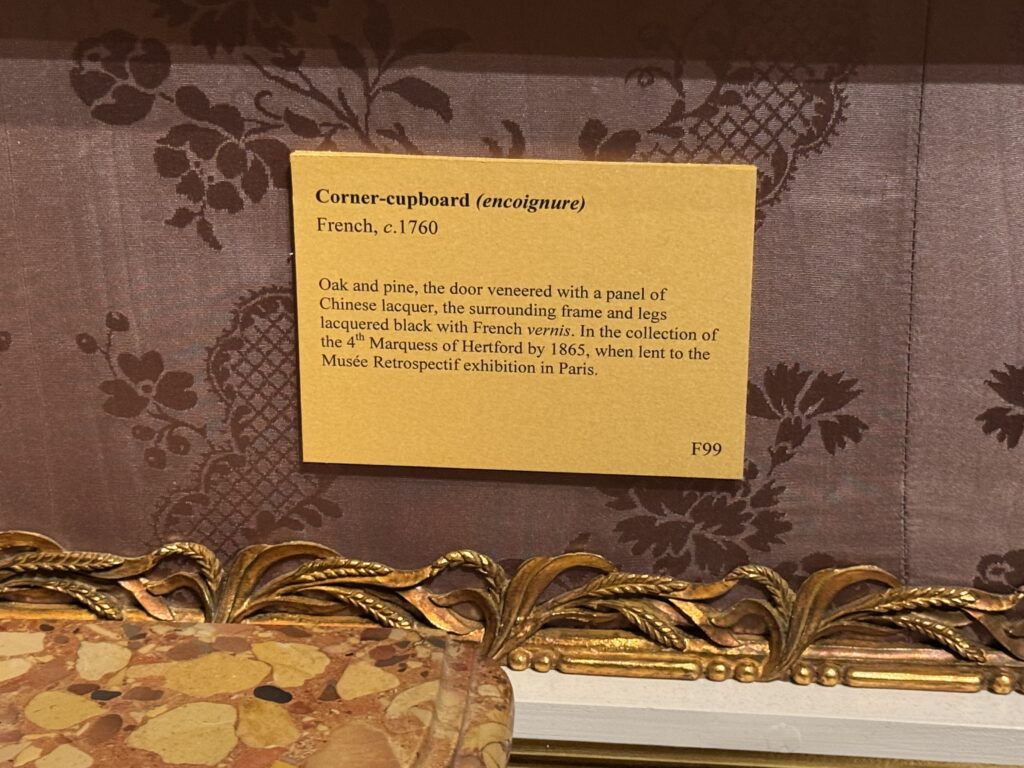 Corner-cupboard (encoignure)
French, c.1760
Oak and pine, the door veneered with a panel of
Chinese lacquer, the surrounding frame and legs
lacquered black with French vernis. In the collection of
the 4th Marquess of Hertford by 1865, when lent to the
Musée Retrospectif exhibition in Paris.
F99